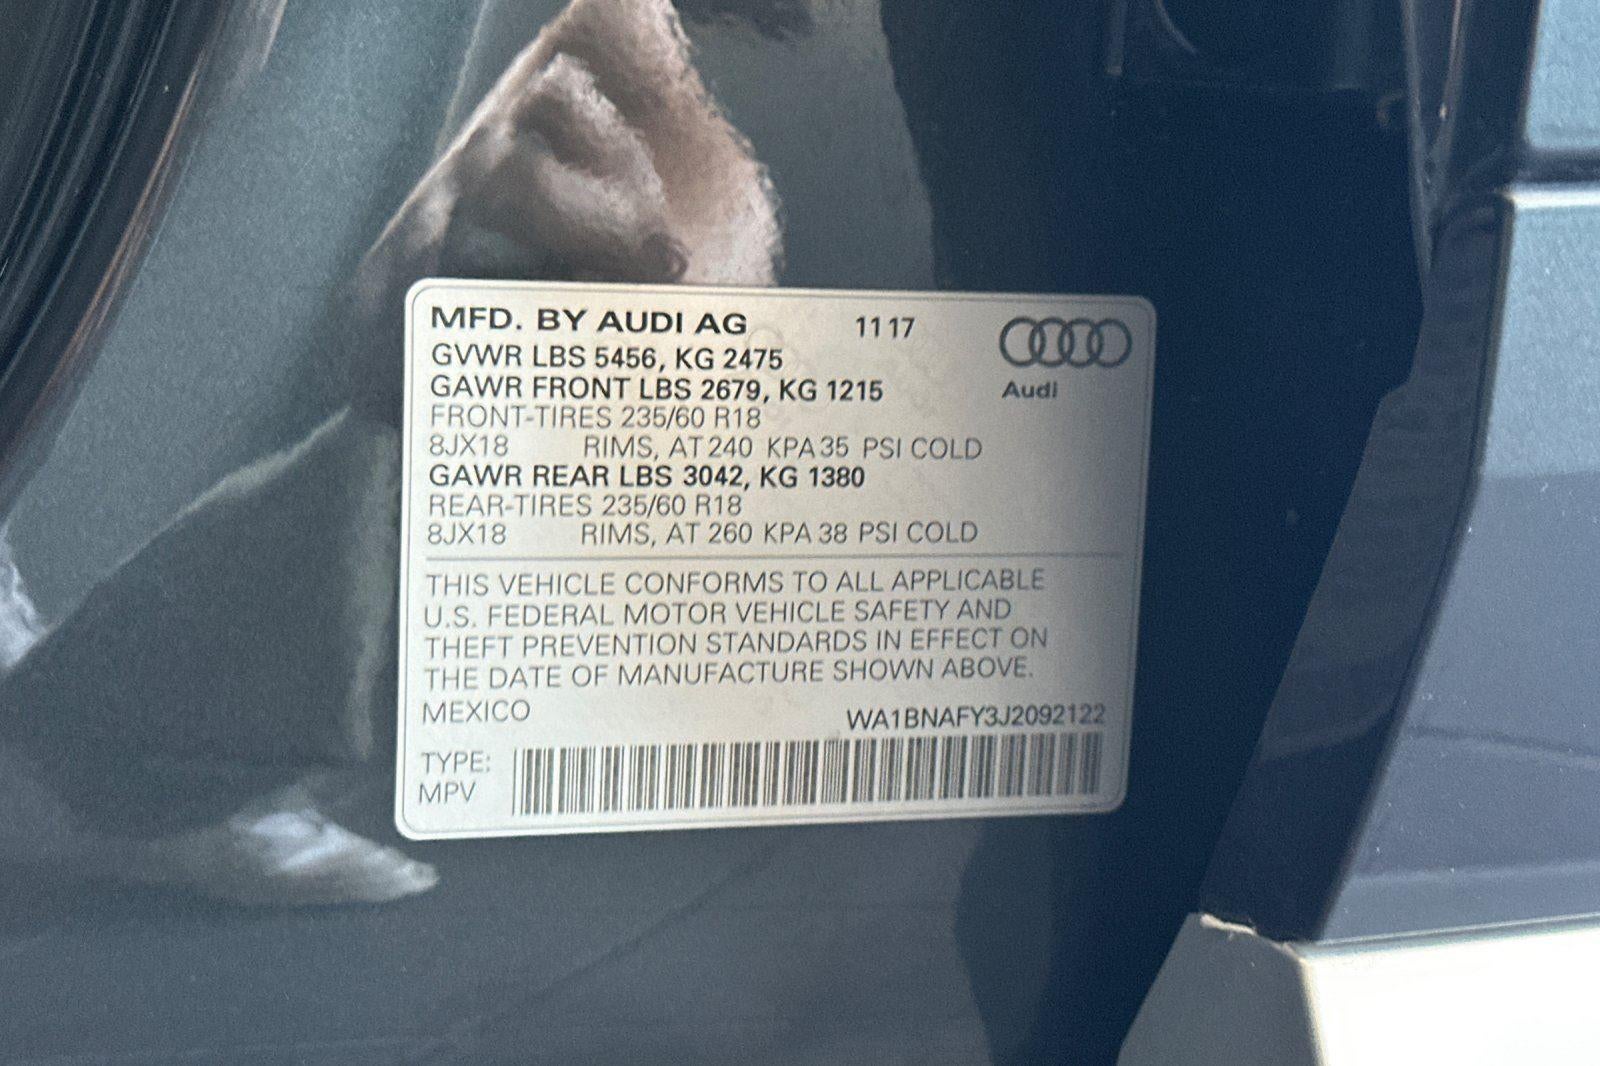 MFD. BY AUDI AG 11 17
GVWR LBS 5456, KG 2475
GAWR FRONT LBS 2679, KG 1215
Audi
FRONT-TIRES 235/60 R18
8JX18 RIMS, AT 240 KPA 35 PSI COLD
GAWR REAR LBS 3042, KG 1380
REAR-TIRES 235/60 R18
8JX18 RIMS, AT 260 KPA 38 PSI COLD
THIS VEHICLE CONFORMS TO ALL APPLICABLE
U.S. FEDERAL MOTOR VEHICLE SAFETY AND
THEFT PREVENTION STANDARDS IN EFFECT ON
THE DATE OF MANUFACTURE SHOWN ABOVE.
MEXICO WA1BNAFY3J2092122
TYPE:
MPV